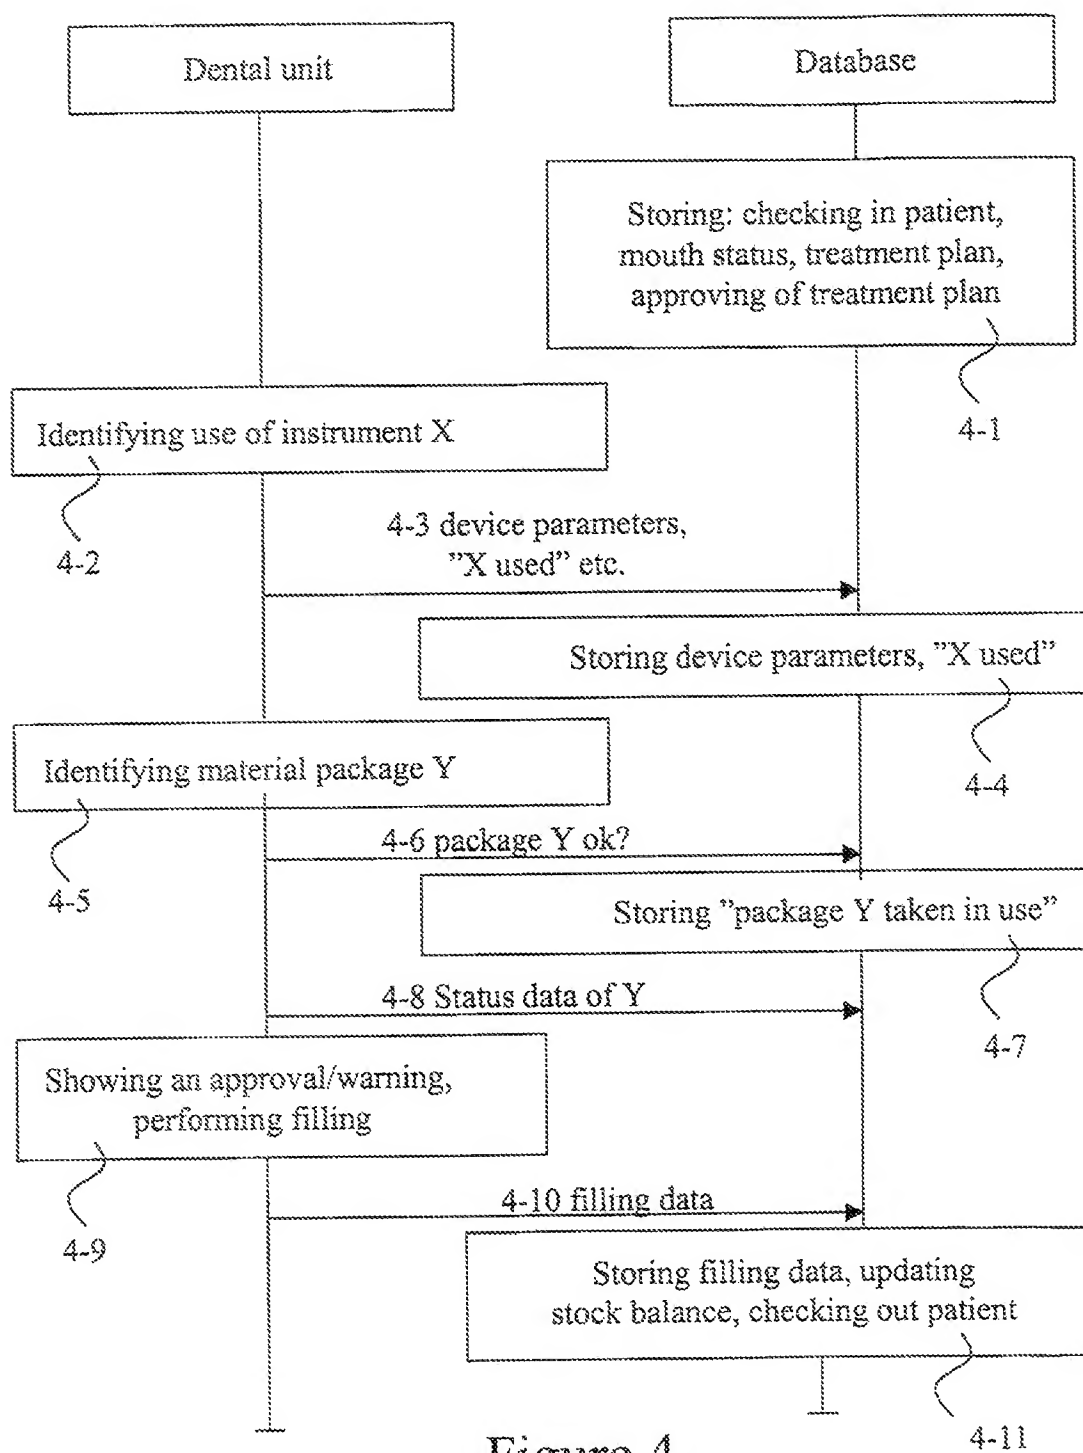 Dental unit
Database
Storing: checking in patient,
mouth status, treatment plan,
approving of treatment plan
4-1
Identifying use of instrument X
4-2
4-3 device parameters,
”X used” etc.
Storing device parameters, ”X used”
4-4
Identifying material package Y
4-5
4-6 package Y ok?
Storing ”package Y taken in use”
4-7
4-8 Status data of Y
Showing an approval/warning,
performing filling
4-9
4-10 filling data
Storing filling data, updating
stock balance, checking out patient
4-11
Figure 4